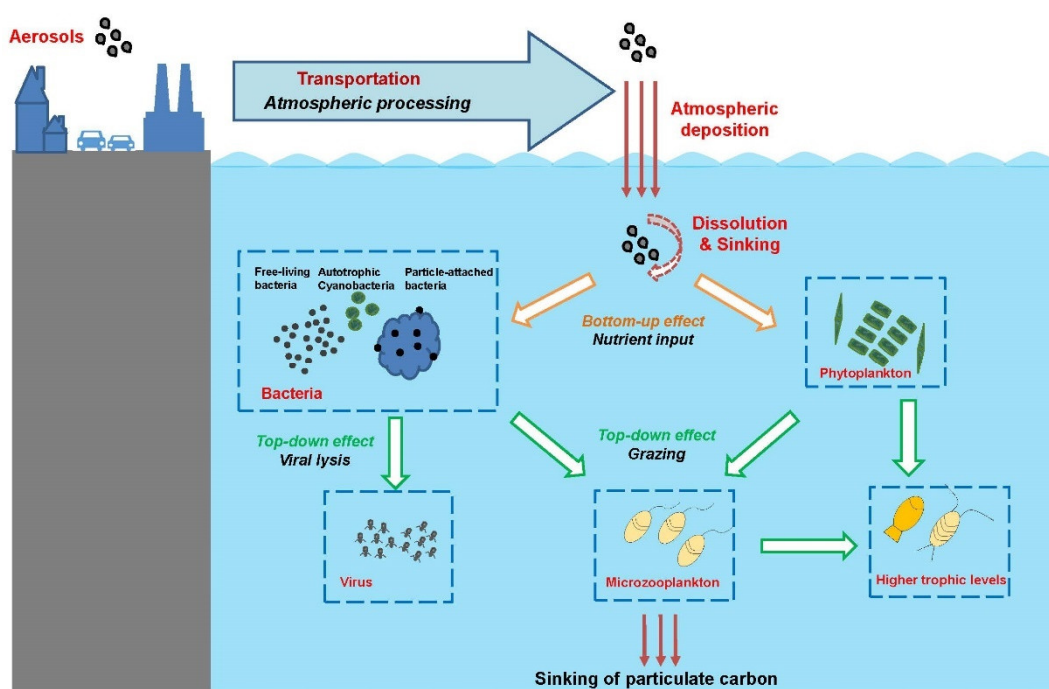 Aerosols
Transportation
Atmospheric processing
Atmospheric
deposition
Dissolution
& Sinking
Free-living
bacteria
Autotrophic
Cyanobacteria
Particle-attached
bacteria
Bacteria
Bottom-up effect
Nutrient input
Phytoplankton
Top-down effect
Viral lysis
Top-down effect
Grazing
Virus
Microzooplankton
Higher trophic levels
Sinking of particulate carbon